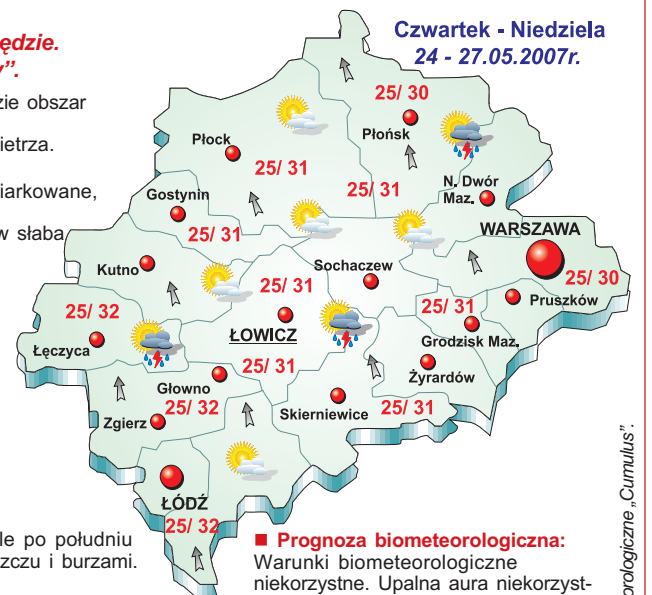 Czwartek - Niedziela
24 - 27.05.2007r.
ędzie.
y”.
zie obszar
ietrza.
iarkowane,
w słaba
25/ 30
Płońsk
Płock
25/ 31
25/ 31
N. Dwór
Maz.
Gostynin
25/ 31
WARSZAWA
Kutno
Sochaczew
25/ 31
25/ 30
Pruszków
25/ 32
Łęczyca
ŁOWICZ
25/ 31
Grodzisk Maz.
25/ 31
Żyrardów
Głowno
25/ 32
Zgierz
Skierniewice
25/ 31
ŁÓDŹ
25/ 32
le po południu
szczu i burzami.
■ Prognoza biometeorologiczna:
Warunki biometeorologiczne
niekorzystne. Upalna aura niekorzyst-
orologiczne „Cumulus”.